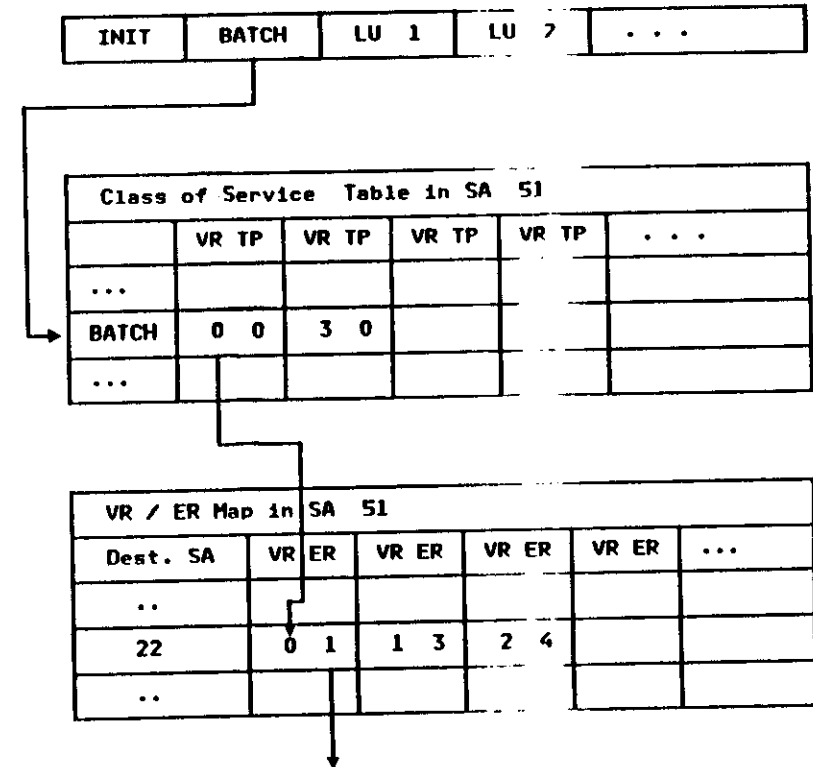 INIT BATCH LU 1 LU 2 . . .
Class of Service Table in SA 51
VR TP VR TP VR TP VR TP . . .
...
BATCH 0 0 3 0
...
VR / ER Map in SA 51
Dest. SA VR ER VR ER VR ER VR ER ...
..
22 0 1 1 3 2 4
..